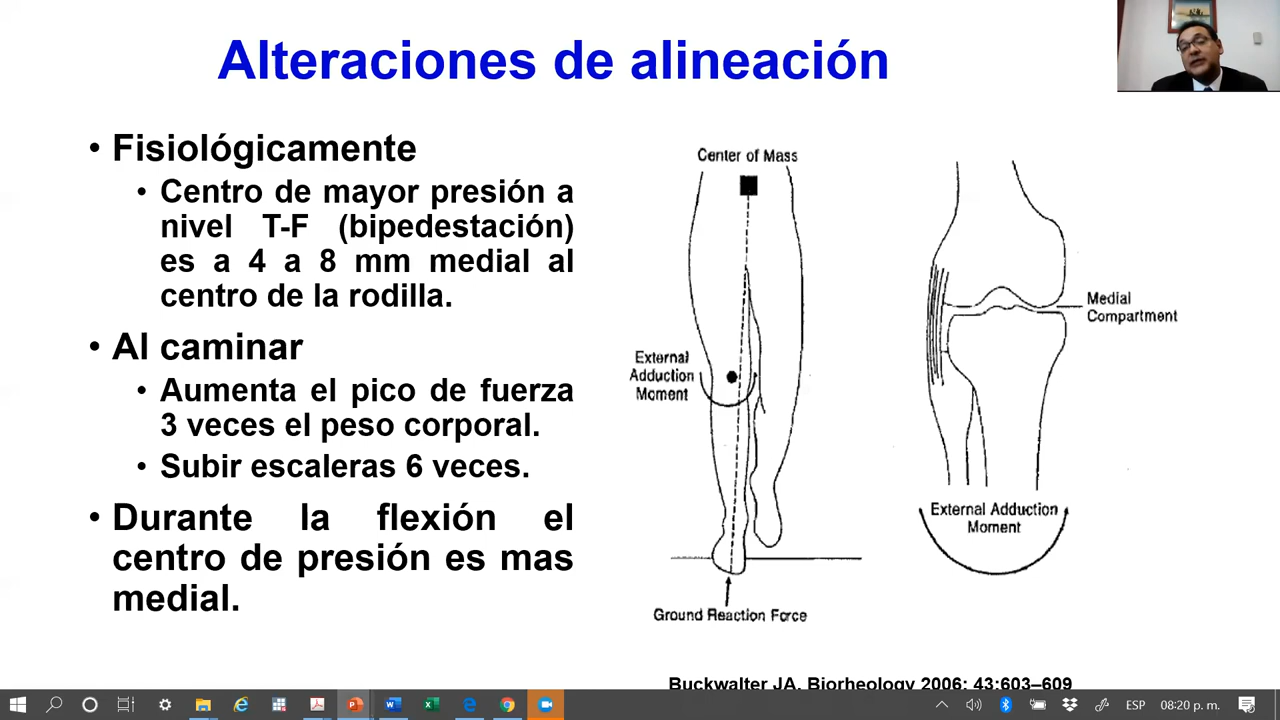 Alteraciones de alineación
• Fisiológicamente
• Centro de mayor presión a
nivel T-F (bipedestación)
es a 4 a 8 mm medial al
centro de la rodilla.
• Al caminar
• Aumenta el pico de fuerza
3 veces el peso corporal.
• Subir escaleras 6 veces.
• Durante la flexión el
centro de presión es mas
medial.
Center of Mass
External
Adduction
Moment
Ground Reaction Force
Medial
Compartment
External Adduction
Moment
Buckwalter JA. Biorheology 2006; 43:603–609
ESP
08:20 p. m.